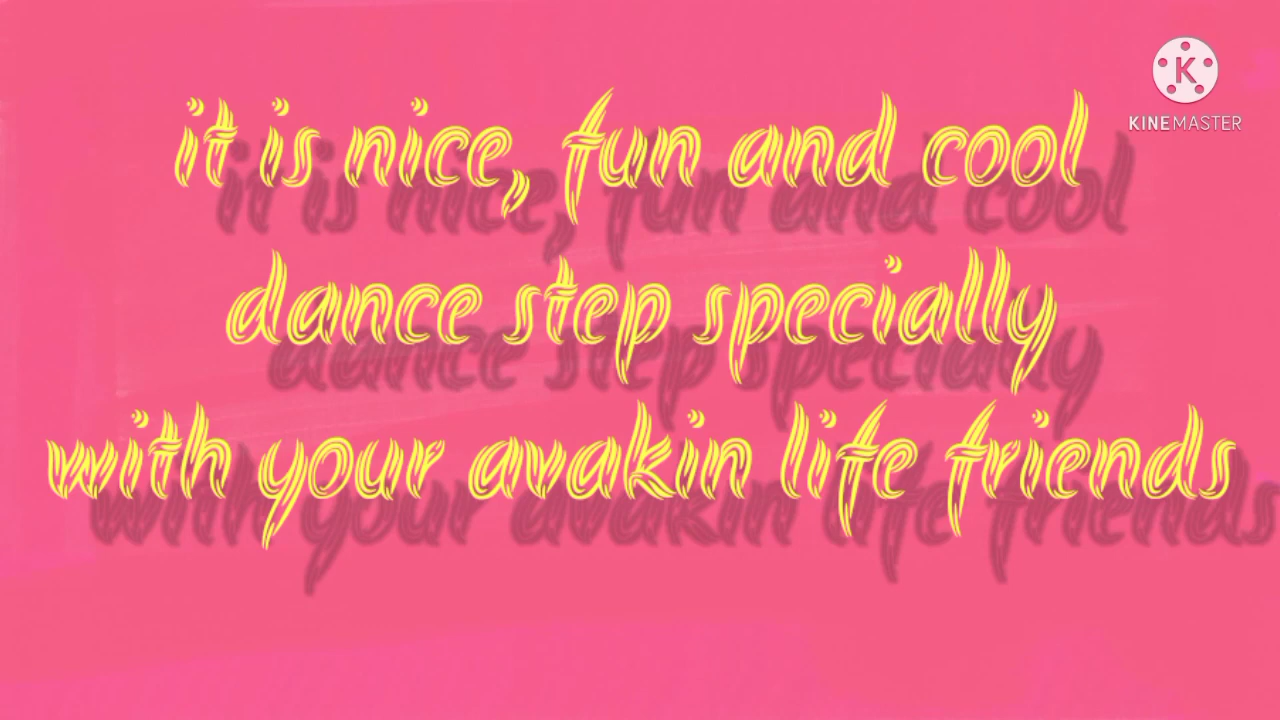 K
KINEMASTER
it is nice, fun and cool
dance step specially
with your avakin life friends